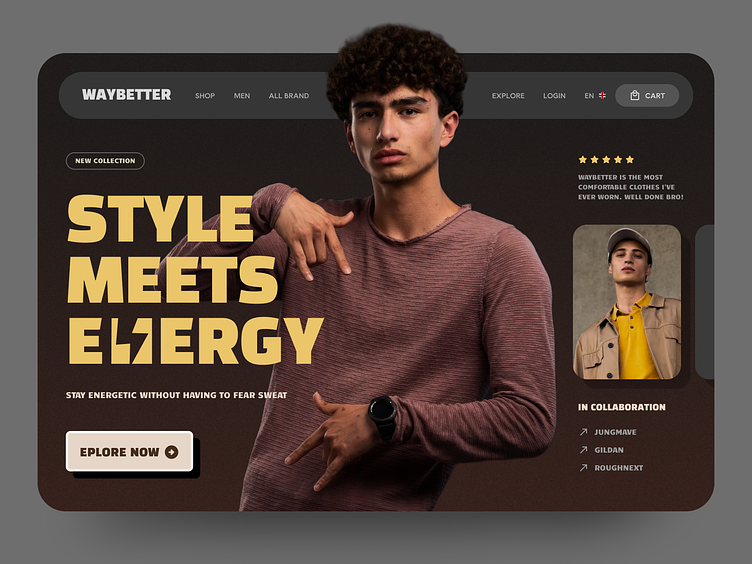 WAYBETTER
SHOP
MEN
ALL BRAND
EXPLORE
LOGIN
EN
CART
NEW COLLECTION
STYLE
MEETS
ENERGY
STAY ENERGETIC WITHOUT HAVING TO FEAR SWEAT
EPLORE NOW
WAYBETTER IS THE MOST
COMFORTABLE CLOTHES I'VE
EVER WORN. WELL DONE BRO!
IN COLLABORATION
JUNGMAVE
GILDAN
ROUGHNEXT